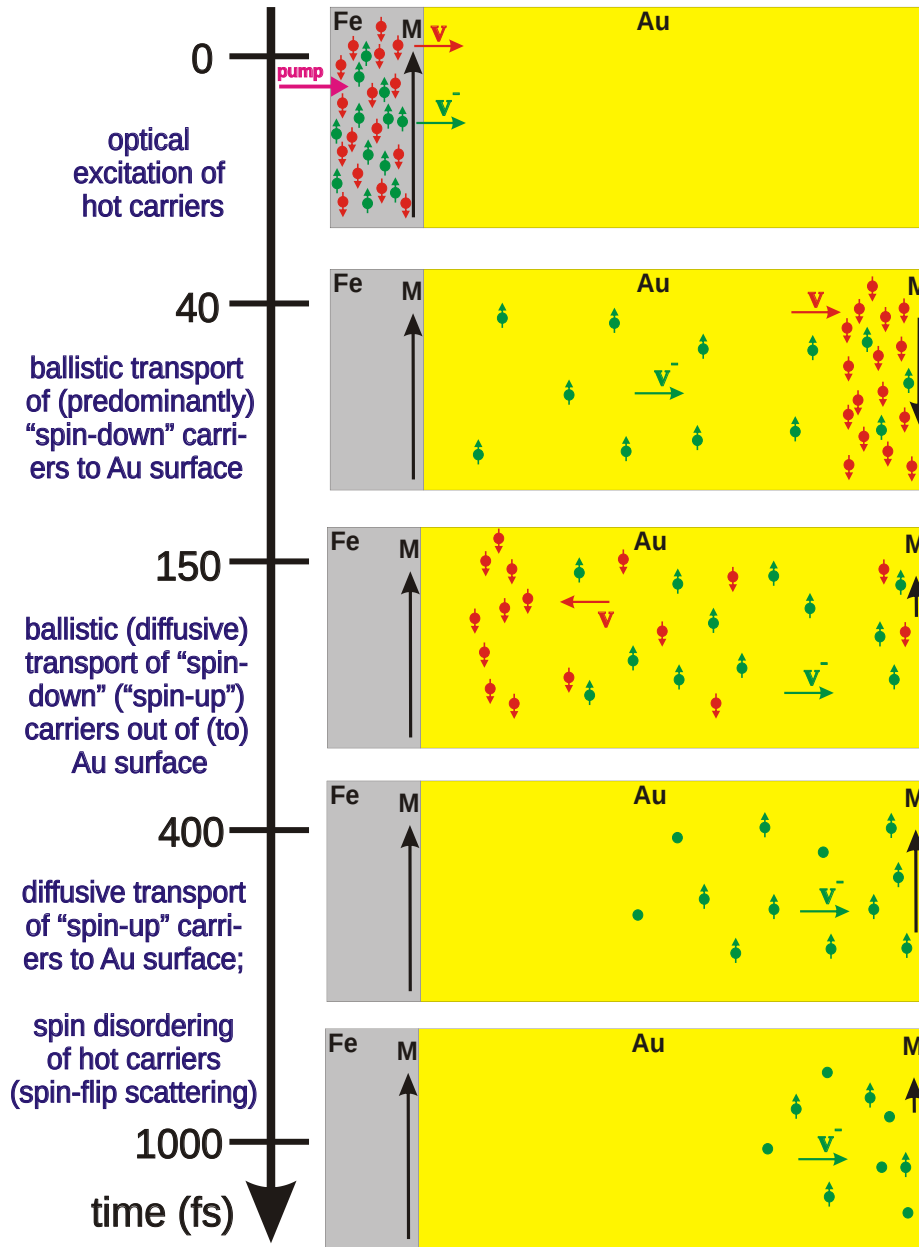 Fe
M
v
Au
0
pump
v-
optical
excitation of
hot carriers
Fe
M
Au
M
v
40
v-
ballistic transport
of (predominantly)
“spin-down” carri-
ers to Au surface
Fe
M
Au
M
150
v
v-
ballistic (diffusive)
transport of “spin-
down” (“spin-up”)
carriers out of (to)
Au surface
Fe
M
Au
M
400
v-
diffusive transport
of “spin-up” carri-
ers to Au surface;
spin disordering
of hot carriers
(spin-flip scattering)
Fe
M
Au
M
1000
v-
time (fs)